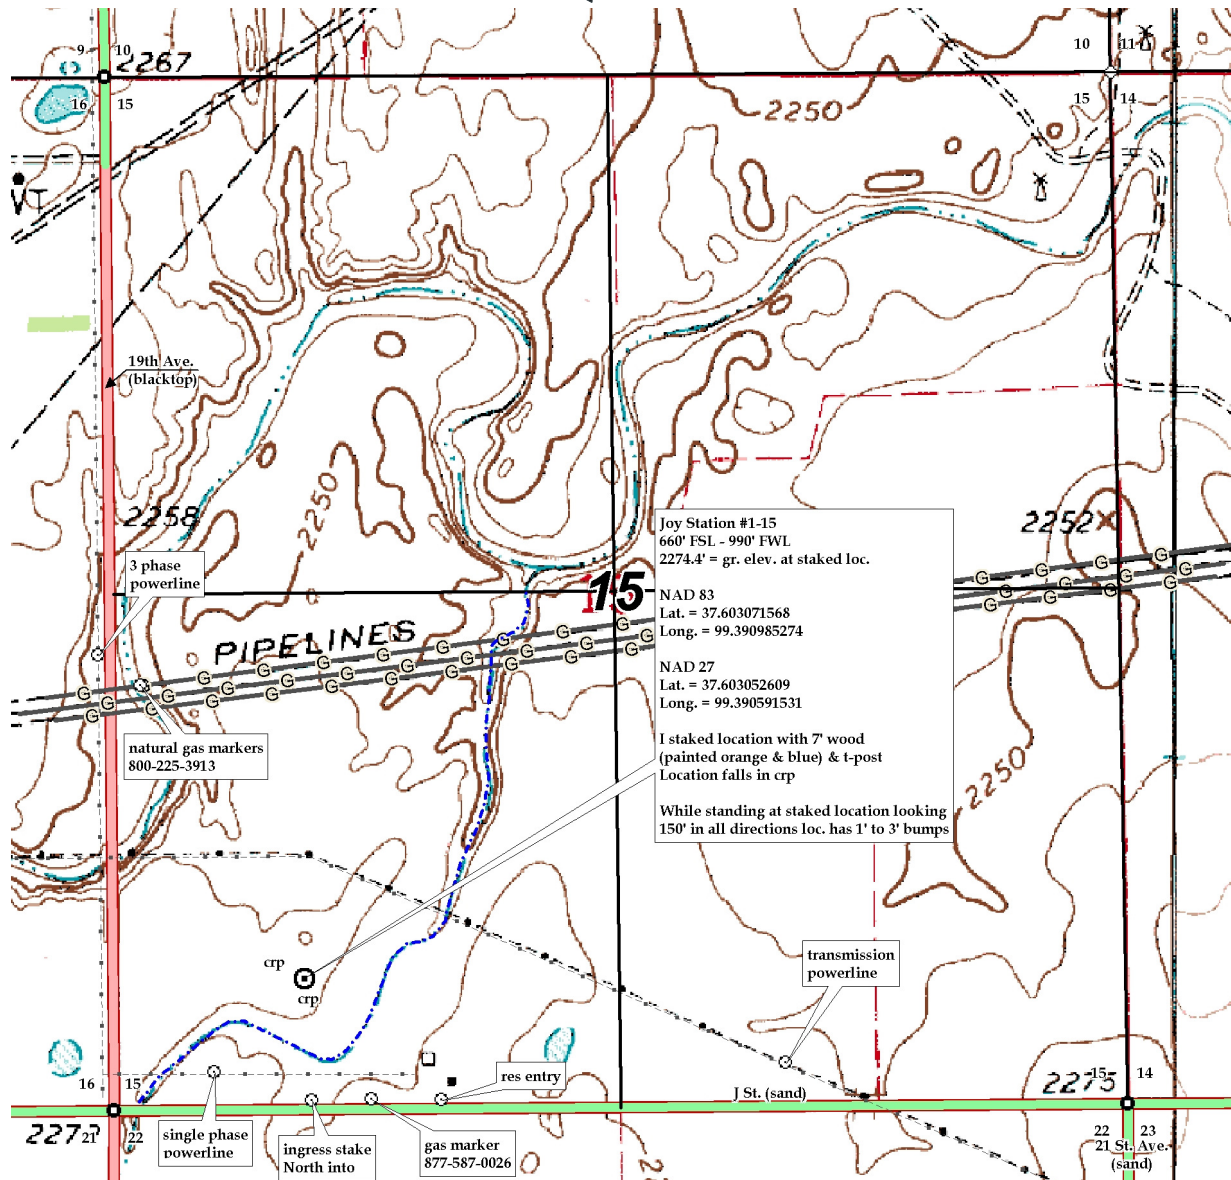 9 10
2267
10 11
16 15
2250
15 14
VT
19th Ave.
(blacktop)
2250
2258
2252
Joy Station #1-15
660' FSL - 990' FWL
2274.4' = gr. elev. at staked loc.
NAD 83
Lat. = 37.603071568
Long. = 99.390985274
NAD 27
Lat. = 37.603052609
Long. = 99.390591531
I staked location with 7' wood
(painted orange & blue) & t-post
Location falls in crp
While standing at staked location looking
150' in all directions loc. has 1' to 3' bumps
3 phase
powerline
15
PIPELINES
G G G G G G G G G G G G G
G G G G G G G G G G G
G G G G G G G G G G G
natural gas markers
800-225-3913
2250
transmission
powerline
crp
crp
16 15
res entry
J St. (sand)
2275
15 14
2273
21 22
single phase
powerline
ingress stake
North into
gas marker
877-587-0026
22 23
21 St. Ave.
(sand)